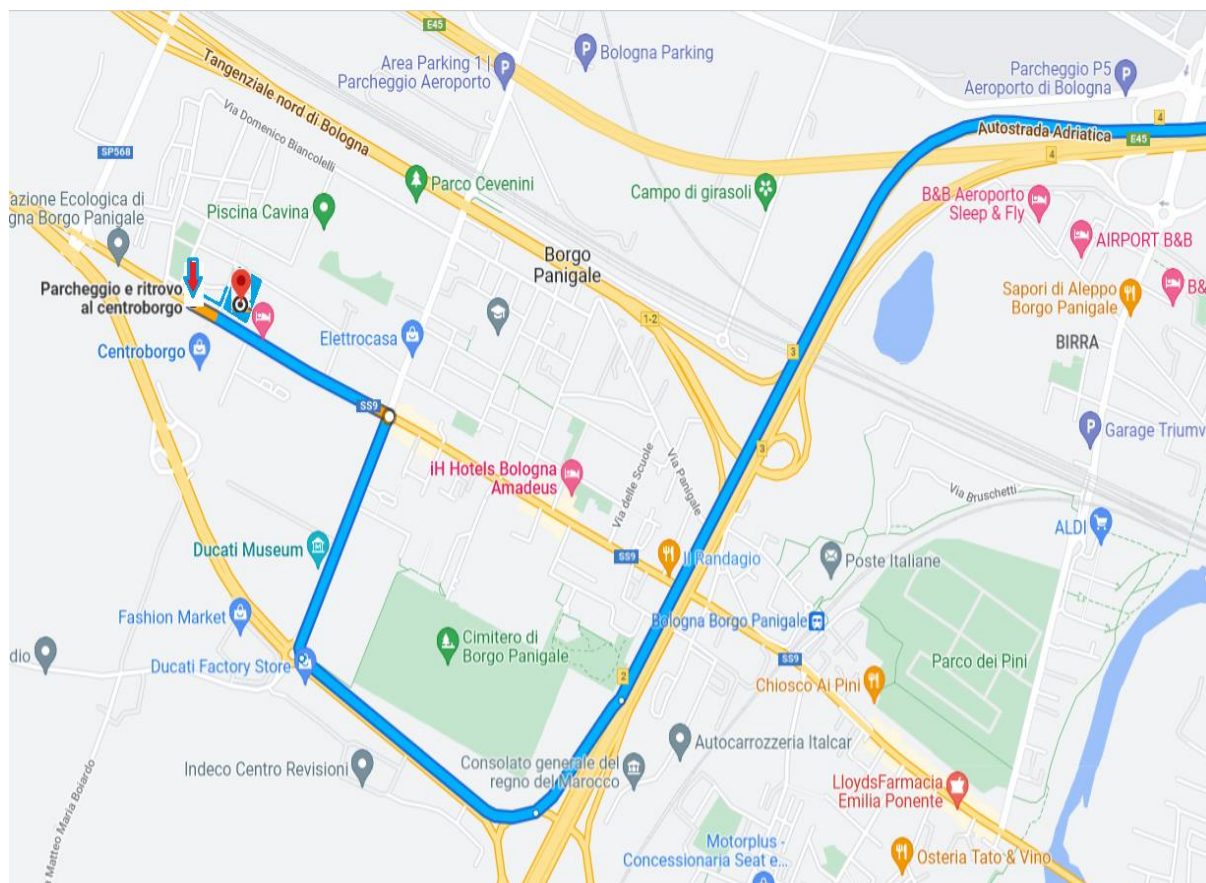 E45
Tangenziale nord di Bologna
Area Parking 1 |
Parcheggio Aeroporto
Bologna Parking
Parcheggio P5
Aeroporto di Bologna
4
Autostrada Adriatica
E45
4
Via Domenico Biancolelli
SP568
Parco Cevenini
Campo di girasoli
B&B Aeroporto
Sleep & Fly
azione Ecologica di
gna Borgo Panigale
Piscina Cavina
AIRPORT B&B
Borgo
Panigale
B&
Parcheggio e ritrovo
al centroborgo
Sapori di Aleppo
Borgo Panigale
1-2
Elettrocasa
BIRRA
Centroborgo
3
SS9
Garage Triumv
3
iH Hotels Bologna
Amadeus
Via delle Scuole
Via Panigale
Via Bruschetti
ALDI
Ducati Museum
SS9
Il Randagio
Poste Italiane
Fashion Market
Bologna Borgo Panigale
Cimitero di
Borgo Panigale
dio
Ducati Factory Store
SS9
Parco dei Pini
2
Chiosco Ai Pini
Autocarrozzeria Italcar
Indeco Centro Revisioni
Consolato generale del
regno del Marocco
LloydsFarmacia
Emilia Ponente
a Matteo Maria Boiardo
Motorplus -
Concessionaria Seat e...
Osteria Tato & Vino